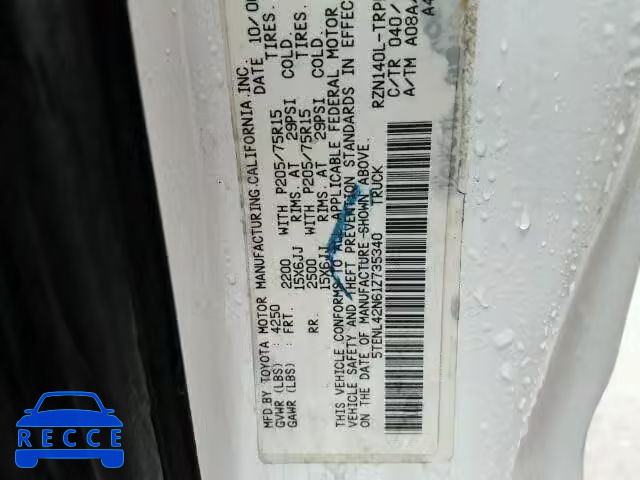 MFD.BY TOYOTA MOTOR MANUFACTURING.CALIFORNIA.INC.
DATE 10/0
GVWR (LBS) : 4250
GAWR (LBS) : FRT. 2200 WITH P205/75R15 TIRES.
15X6JJ RIMS. AT 29PSI COLD.
RR. 2500 WITH P205/75R15 TIRES.
15X6JJ RIMS. AT 29PSI COLD.
THIS VEHICLE CONFORMS TO ALL APPLICABLE FEDERAL MOTOR
VEHICLE SAFETY AND THEFT PREVENTION STANDARDS IN EFFECT
ON THE DATE OF MANUFACTURE SHOWN ABOVE.
5TENL42N61Z735340 TRUCK
RZN140L-TRP
C/TR 040/
A/TM A08A/
RECCE